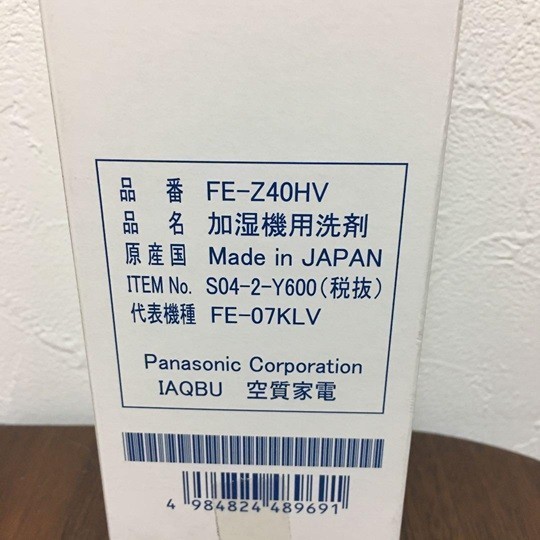 品 番 FE-Z40HV
品 名 加湿機用洗剤
原産国 Made in JAPAN
ITEM No. S04-2-Y600(税抜)
代表機種 FE-07KLV
Panasonic Corporation
IAQBU 空質家電
4 984824 489691